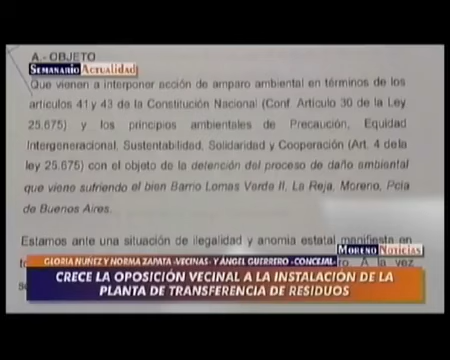 A.- OBJETO
SEMANARIO ACTUALIDAD
Que vienen a interponer acción de amparo ambiental en términos de los
artículos 41 y 43 de la Constitución Nacional (Conf. Artículo 30 de la Ley
25.675) y los principios ambientales de Precaución, Equidad
Intergeneracional, Sustentabilidad, Solidaridad y Cooperación (Art. 4 de la
ley 25.675) con el objeto de la detención del proceso de daño ambiental
que viene sufriendo el bien Barrio Lomas Verde II, La Reja, Moreno, Pcia
de Buenos Aires.
Estamos ante una situación de ilegalidad y anomia estatal manifiesta en
MORENO NOTICIAS
GLORIA NUÑEZ Y NORMA ZAPATA -VECINAS- Y ÁNGEL GUERRERO -CONCEJAL-
A la vez
CRECE LA OPOSICIÓN VECINAL A LA INSTALACIÓN DE LA
PLANTA DE TRANSFERENCIA DE RESIDUOS